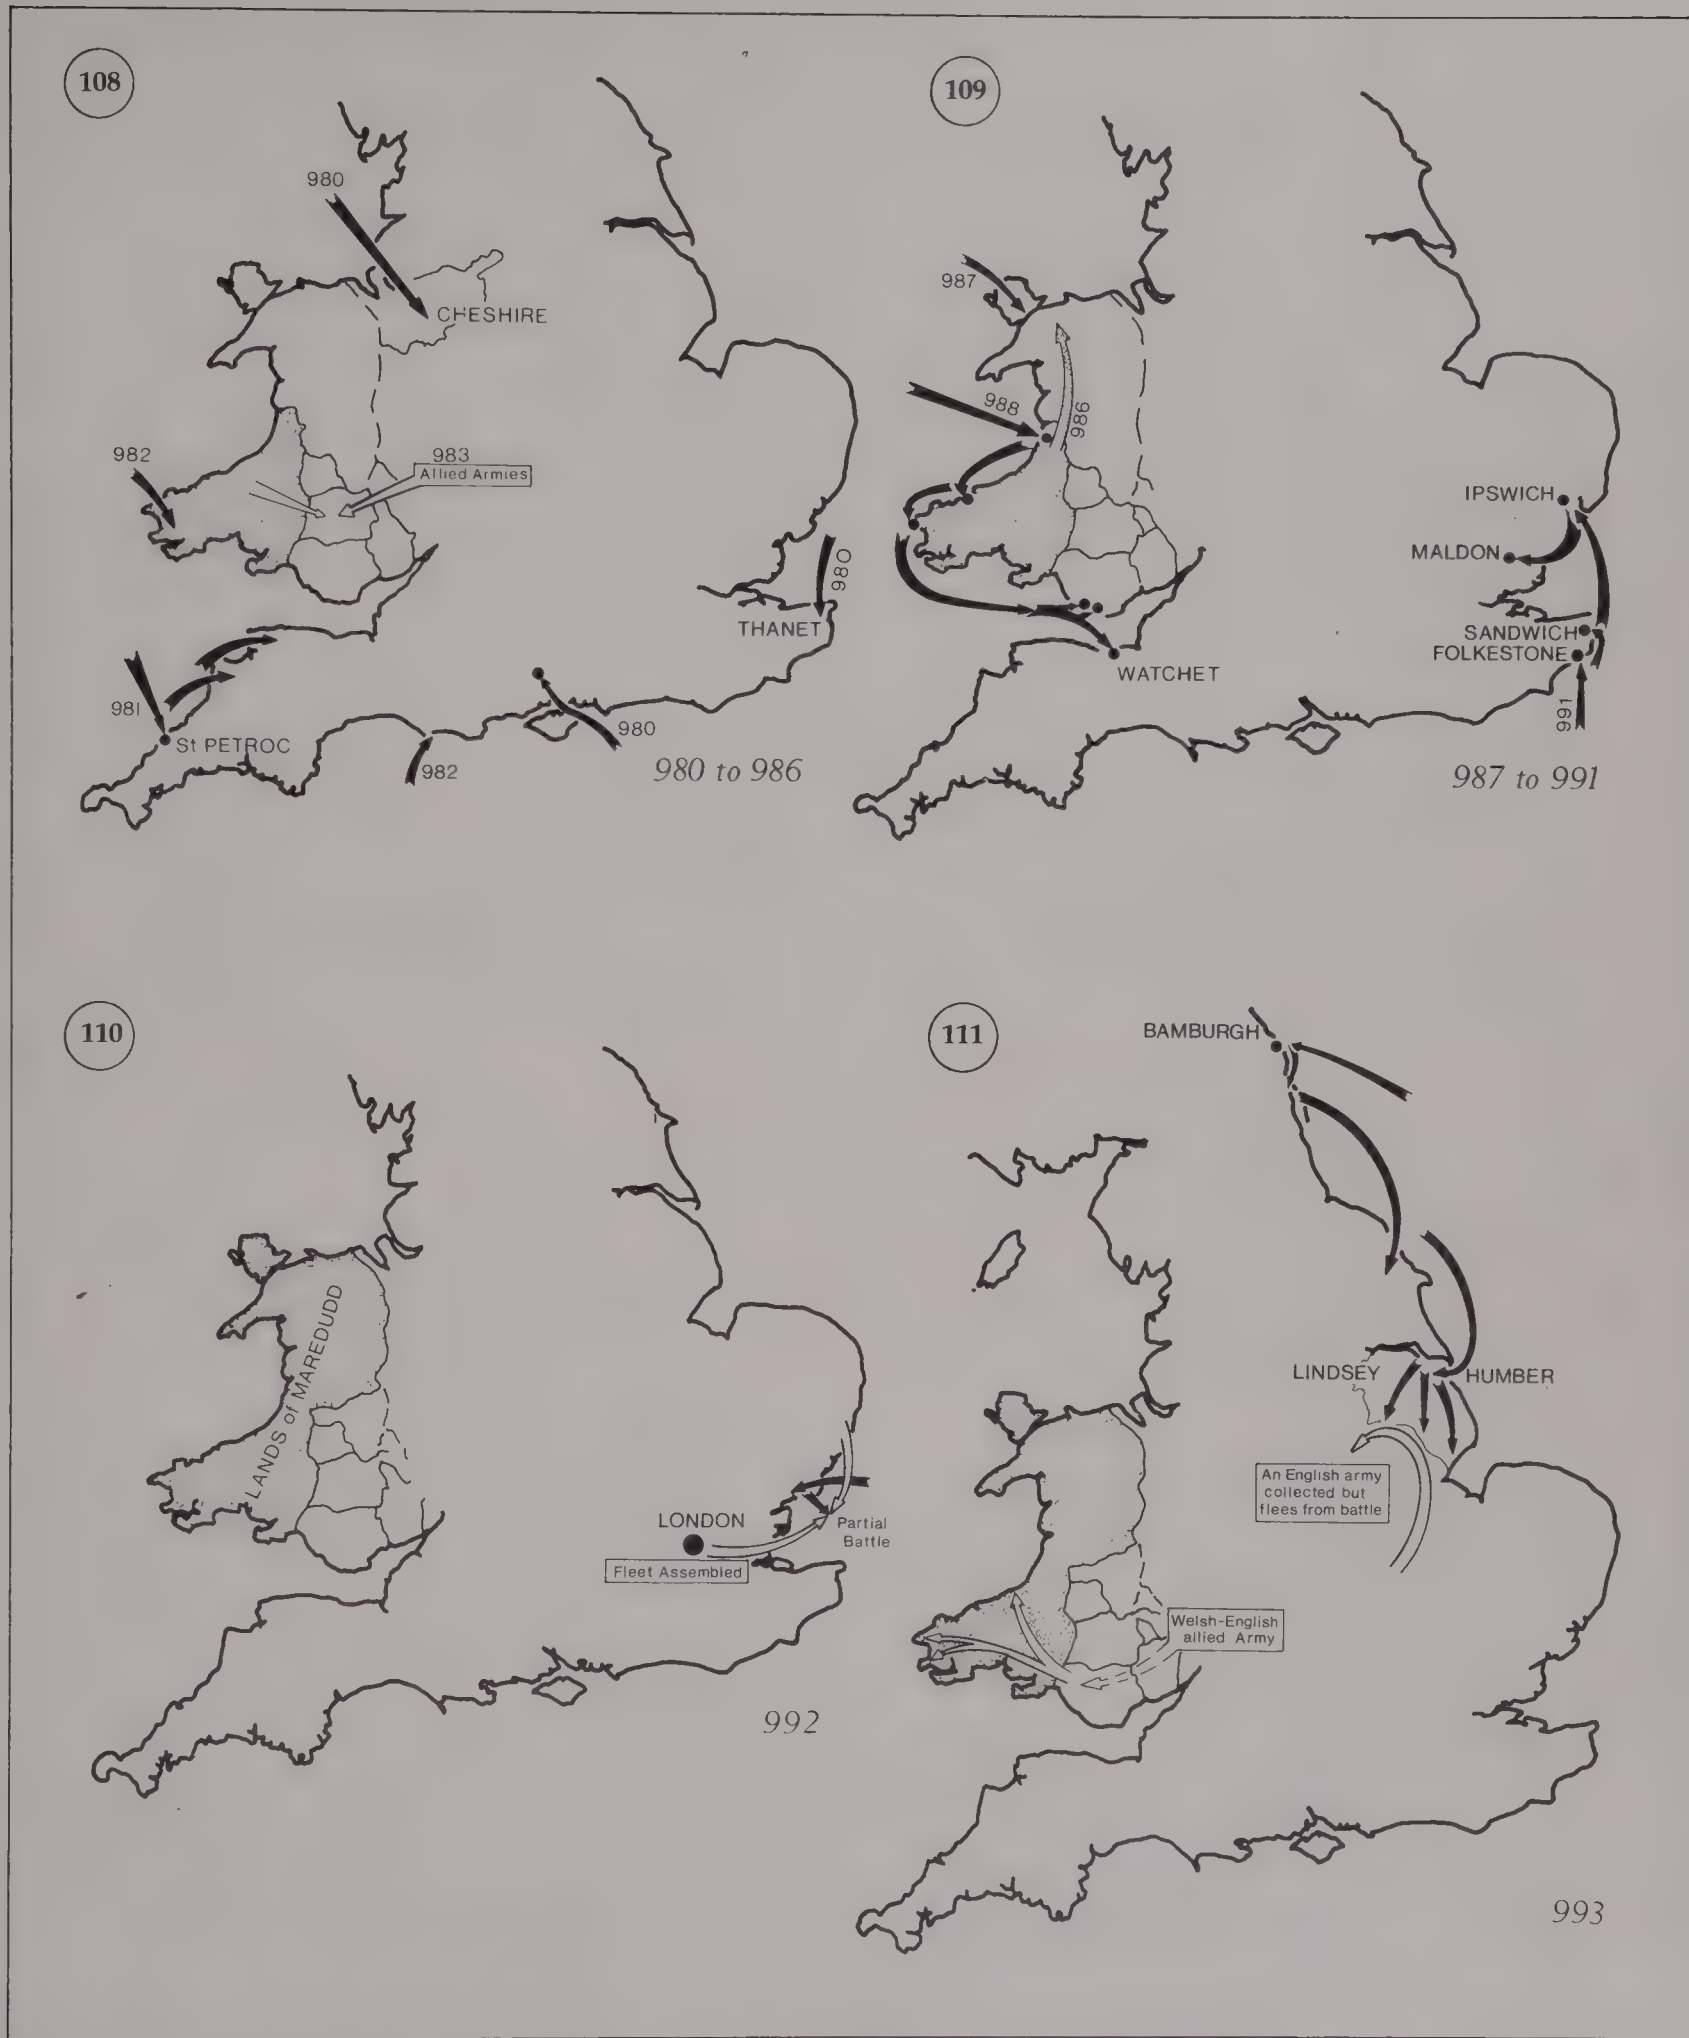 108
980
CHESHIRE
982
983
Allied Armies
980
THANET
981
St PETROC
980
982
980 to 986
109
987
988
986
IPSWICH
MALDON
SANDWICH
FOLKESTONE
WATCHET
991
987 to 991
110
LANDS of MAREDUDD
LONDON
Partial
Battle
Fleet Assembled
992
111
BAMBURGH
LINDSEY
HUMBER
An English army
collected but
flees from battle
Welsh-English
allied Army
993